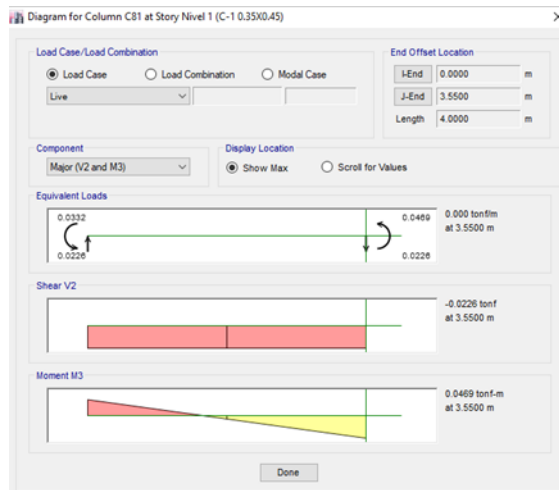 Diagram for Column C81 at Story Nivel 1 (C-1 0.35X0.45)
Load Case/Load Combination
Load Case Load Combination Modal Case
Live
End Offset Location
I-End 0.0000 m
J-End 3.5500 m
Length 4.0000 m
Component
Major (V2 and M3)
Display Location
Show Max Scroll for Values
Equivalent Loads
0.0332 0.0469
0.0226 0.0226
0.000 tonf/m
at 3.5500 m
Shear V2
-0.0226 tonf
at 3.5500 m
Moment M3
0.0469 tonf-m
at 3.5500 m
Done